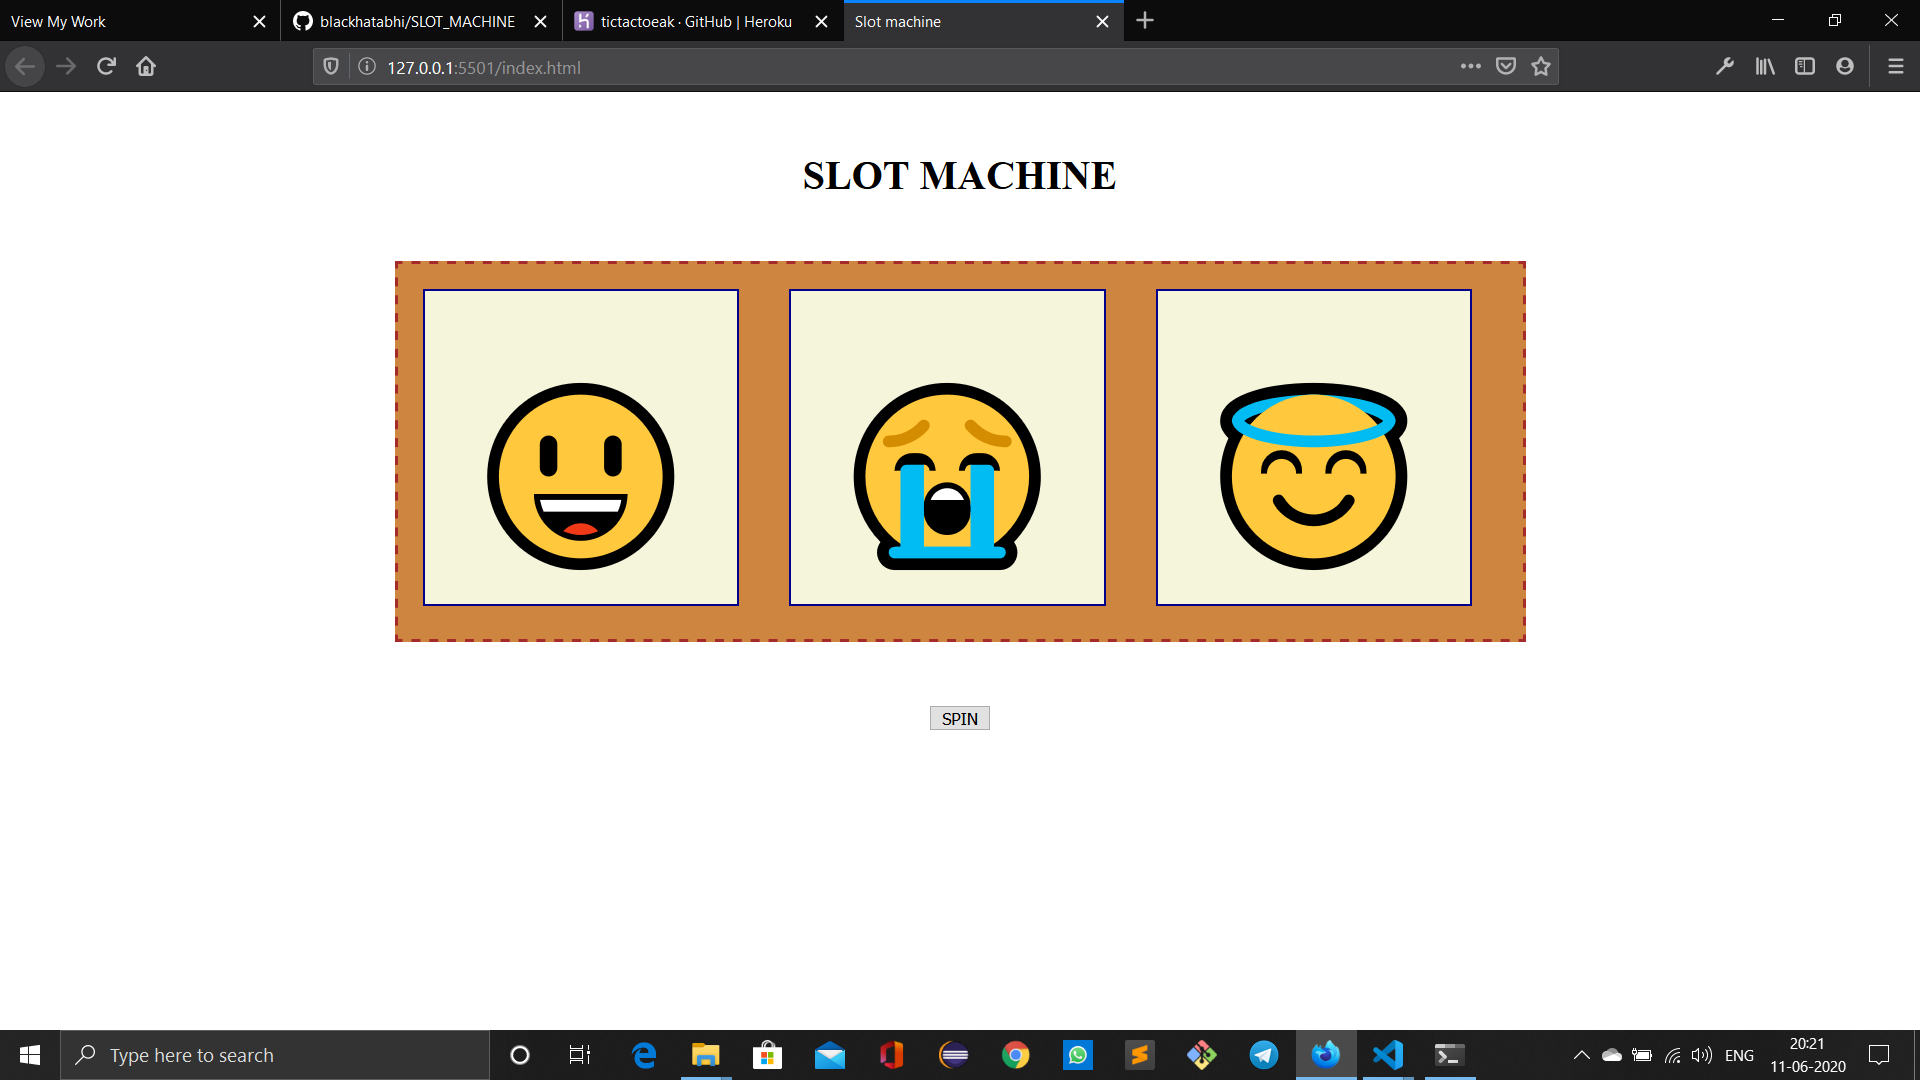 View My Work
blackhatabhi/SLOT_MACHINE
tictactoeak · GitHub | Heroku
Slot machine
127.0.0.1:5501/index.html
SLOT MACHINE
SPIN
Type here to search
ENG
20:21
11-06-2020